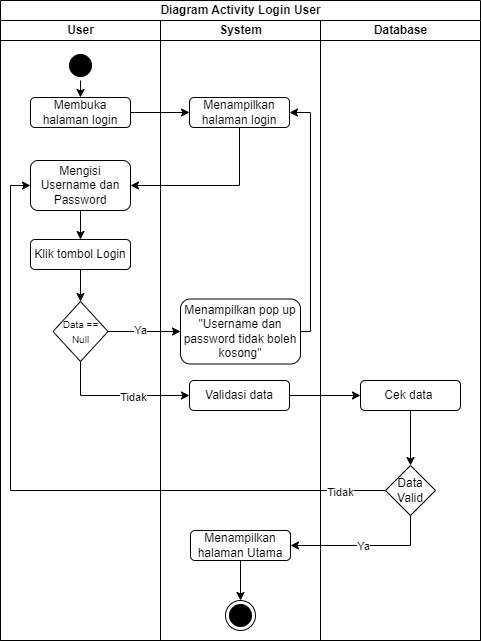 Diagram Activity Login User
User
System
Database
Membuka
halaman login
Menampilkan
halaman login
Mengisi
Username dan
Password
Klik tombol Login
Data ==
Null
Ya
Menampilkan pop up
"Username dan
password tidak boleh
kosong"
Tidak
Validasi data
Cek data
Data
Valid
Tidak
Ya
Menampilkan
halaman Utama